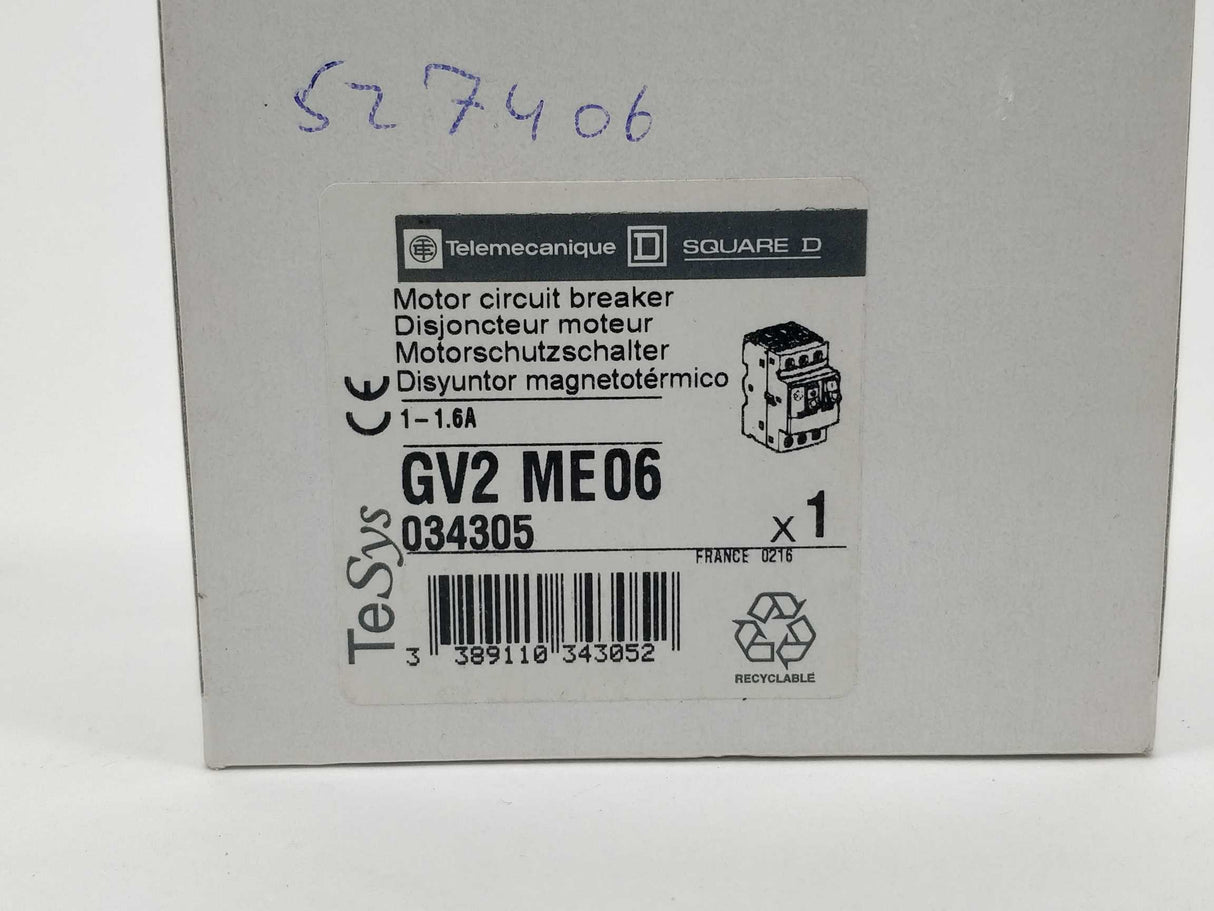 527406
Telemecanique D SQUARE D
Motor circuit breaker
Disjoncteur moteur
Motorschutzschalter
Disyuntor magnetotérmico
CE
1-1.6A
GV2 ME06
034305
x 1
FRANCE 0216
TeSys
3 389110 343052
RECYCLABLE